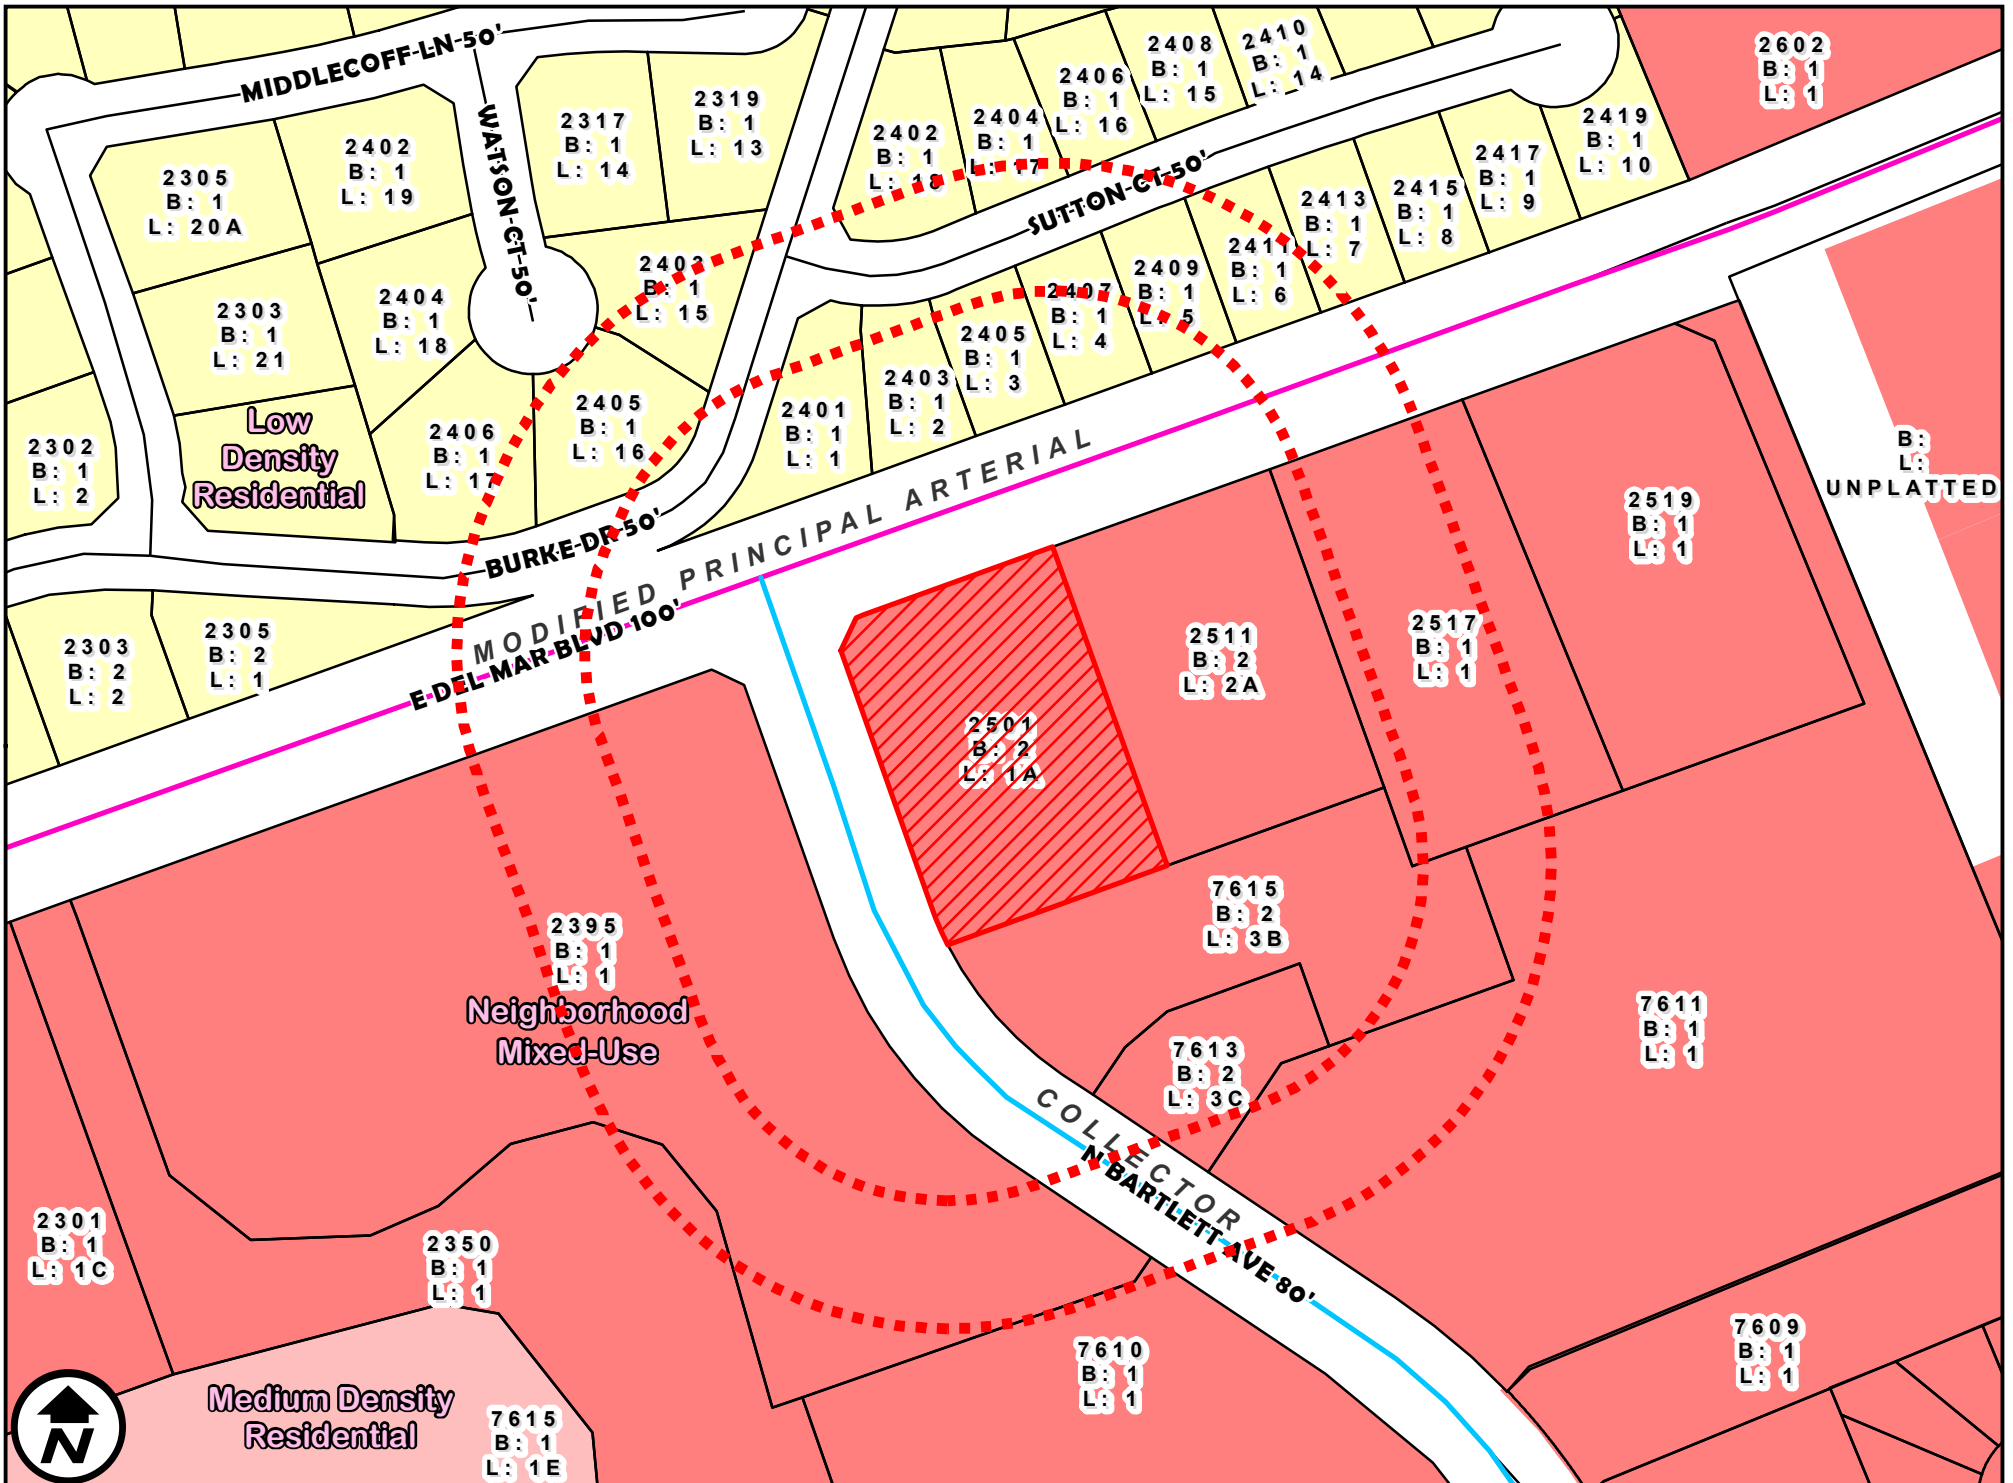 MIDDLECOFF LN 50'
WATSON CT 50'
2317
B: 1
L: 14
2319
B: 1
L: 13
2402
B: 1
L: 18
2404
B: 1
L: 17
2406
B: 1
L: 16
2408
B: 1
L: 15
2410
B: 1
L: 14
2602
B: 1
L: 1
2305
B: 1
L: 20A
2402
B: 1
L: 19
SUTTON CT 50'
2413
B: 1
L: 7
2415
B: 1
L: 8
2417
B: 1
L: 9
2419
B: 1
L: 10
2303
B: 1
L: 21
2404
B: 1
L: 18
2403
B: 1
L: 15
2407
B: 1
L: 4
2409
B: 1
L: 5
2411
B: 1
L: 6
2302
B: 1
L: 2
Low
Density
Residential
2406
B: 1
L: 17
2405
B: 1
L: 16
2401
B: 1
L: 1
2403
B: 1
L: 2
2405
B: 1
L: 3
B:
L:
UNPLATTED
BURKE DR 50'
MODIFIED PRINCIPAL ARTERIAL
E DEL MAR BLVD 100'
2519
B: 1
L: 1
2303
B: 2
L: 2
2305
B: 2
L: 1
2511
B: 2
L: 2A
2517
B: 1
L: 1
2501
B: 2
L: 1A
2395
B: 1
L: 1
7615
B: 2
L: 3B
Neighborhood
Mixed-Use
7613
B: 2
L: 3C
7611
B: 1
L: 1
COLLECTOR
N BARTLETT AVE 80'
2301
B: 1
L: 1C
2350
B: 1
L: 1
7610
B: 1
L: 1
7609
B: 1
L: 1
Medium Density
Residential
7615
B: 1
L: 1E
N